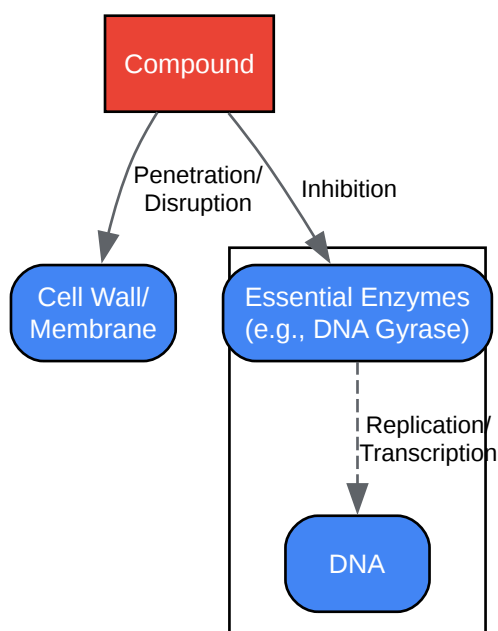 Compound
Penetration/
Disruption
Inhibition
Cell Wall/
Membrane
Essential Enzymes
(e.g., DNA Gyrase)
Replication/
Transcription
DNA